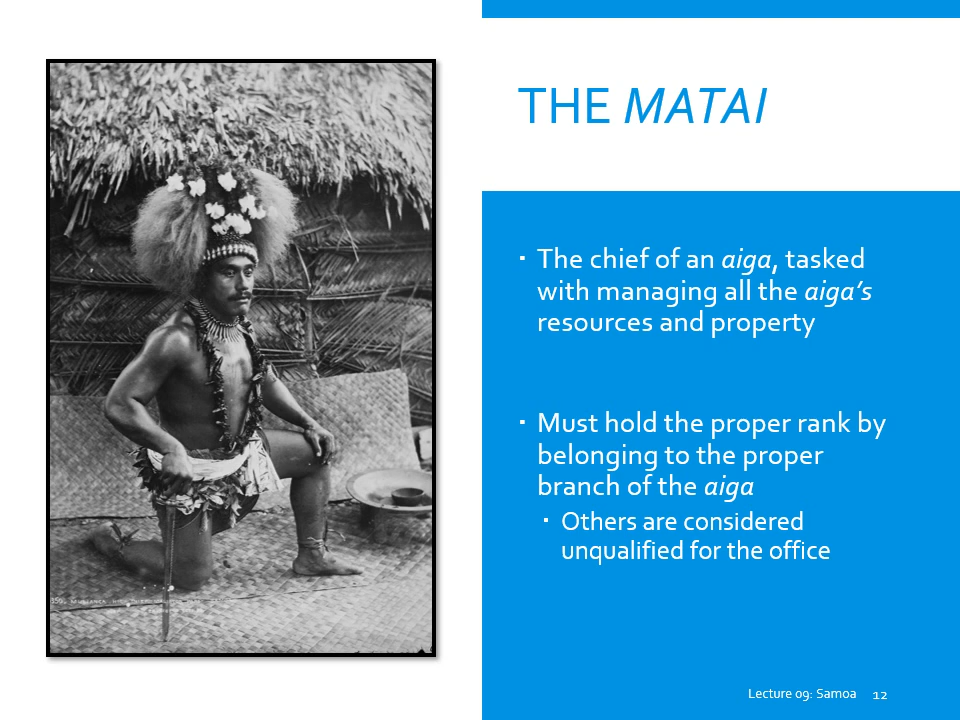 THE MATAI
▪ The chief of an aiga, tasked
with managing all the aiga’s
resources and property
▪ Must hold the proper rank by
belonging to the proper
branch of the aiga
▪ Others are considered
unqualified for the office
Lecture 09: Samoa 12